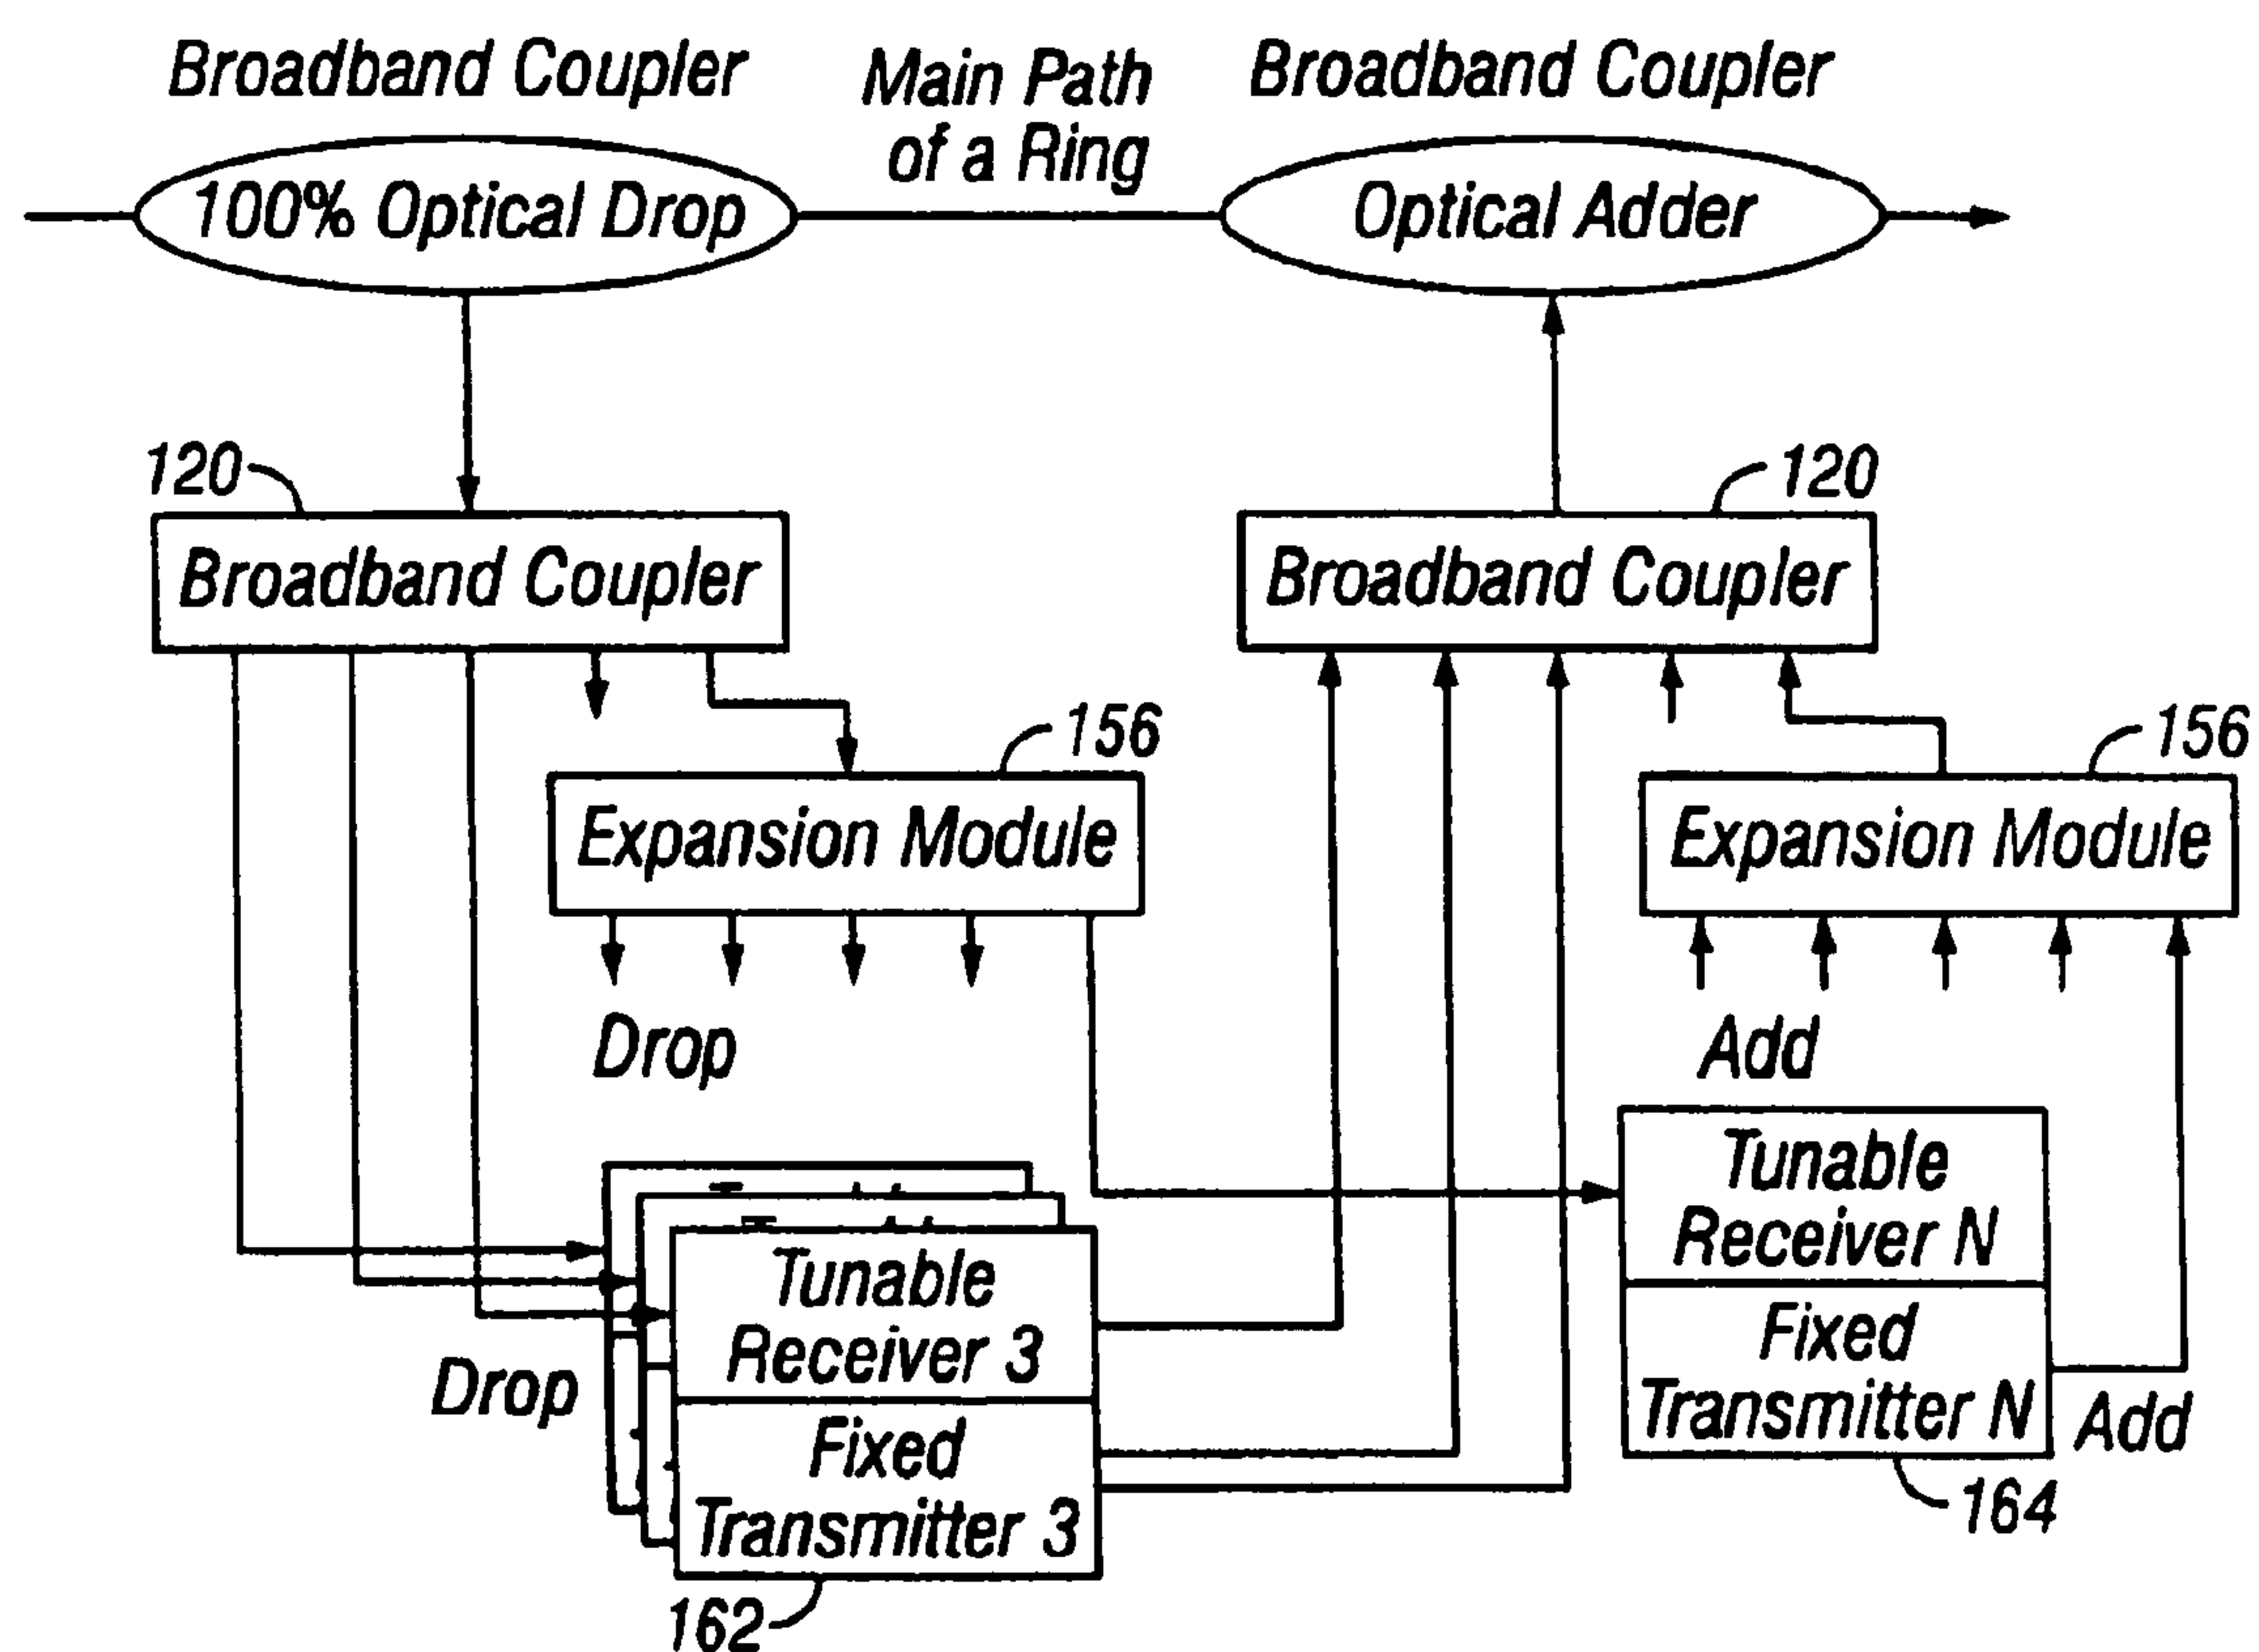 Broadband Coupler
Main Path
of a Ring
Broadband Coupler
100% Optical Drop
Optical Adder
120
120
Broadband Coupler
Broadband Coupler
156
156
Expansion Module
Expansion Module
Drop
Add
Tunable
Receiver N
Fixed
Transmitter N
Tunable
Receiver 3
Fixed
Transmitter 3
Drop
Add
164
162